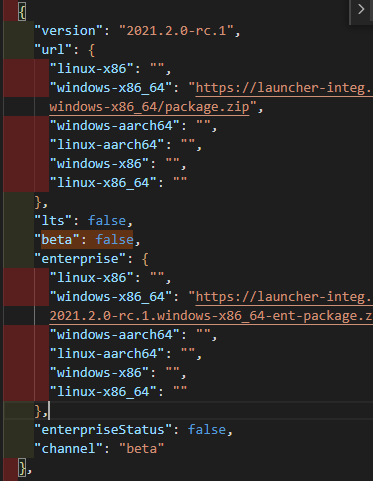 {
"version": "2021.2.0-rc.1",
"url": {
"linux-x86": "",
"windows-x86_64": "https://launcher-integ.
windows-x86_64/package.zip",
"windows-aarch64": "",
"linux-aarch64": "",
"windows-x86": "",
"linux-x86_64": ""
},
"lts": false,
"beta": false,
"enterprise": {
"linux-x86": "",
"windows-x86_64": "https://launcher-integ.
2021.2.0-rc.1.windows-x86_64-ent-package.z
"windows-aarch64": "",
"linux-aarch64": "",
"windows-x86": "",
"linux-x86_64": ""
},
"enterpriseStatus": false,
"channel": "beta"
},